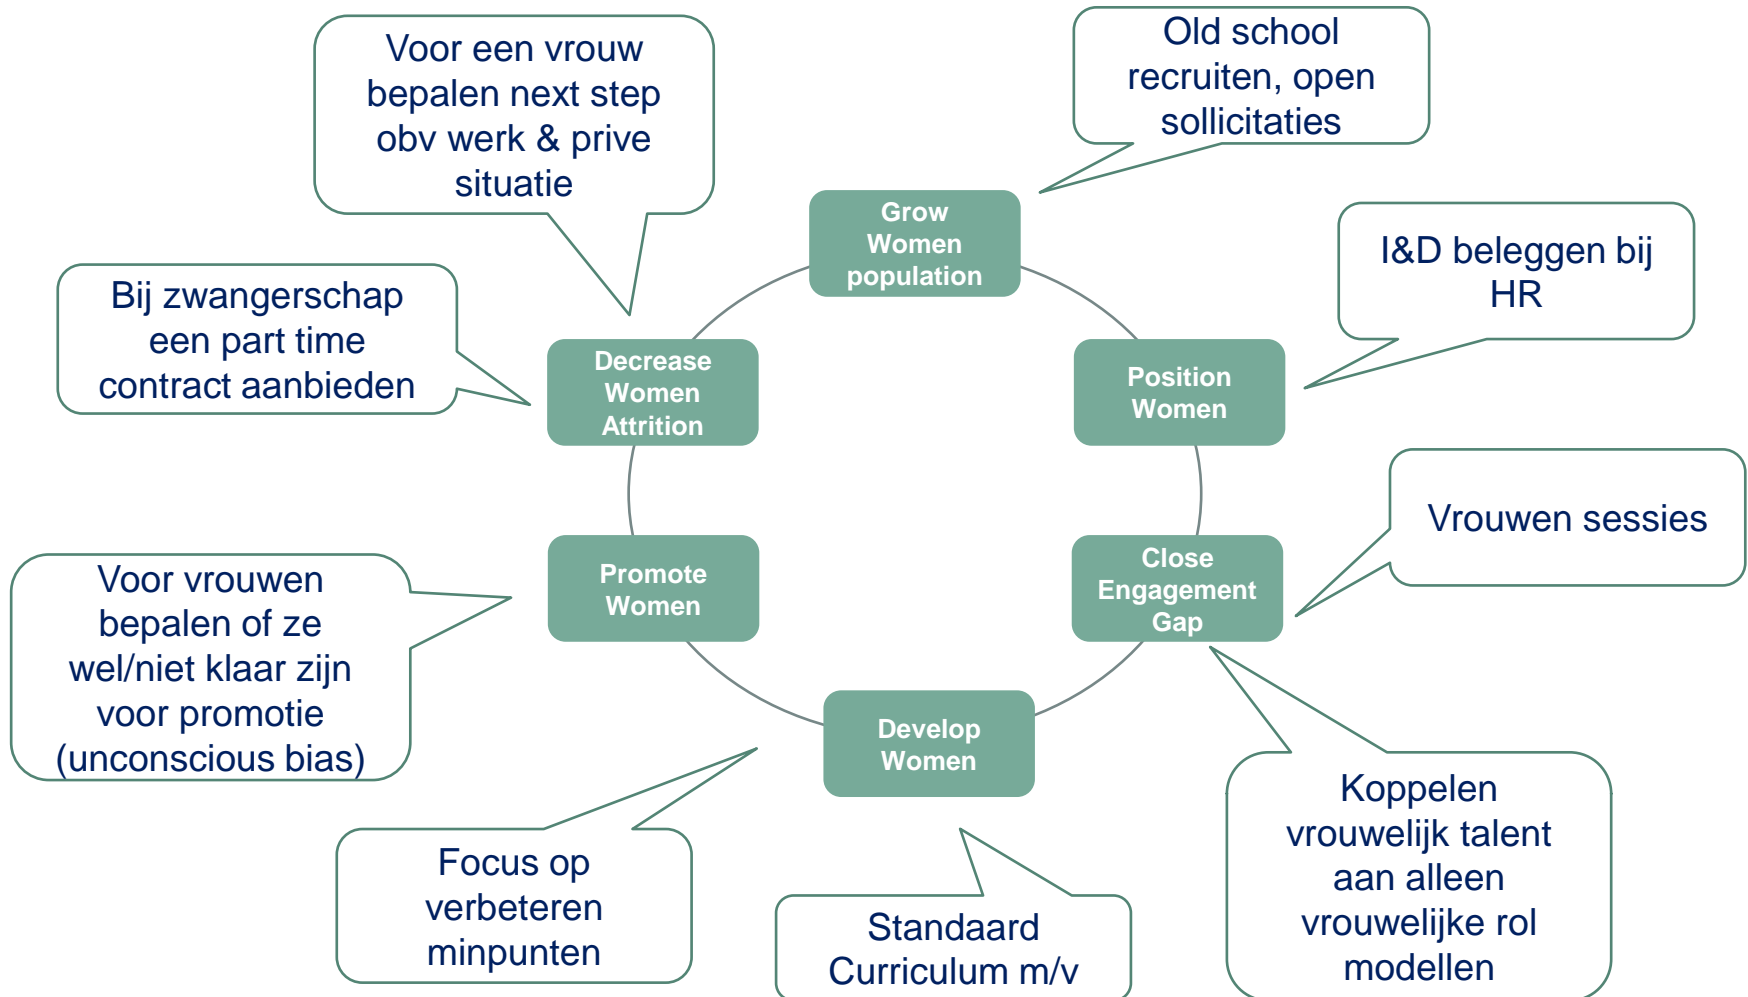 Voor een vrouw
bepalen next step
obv werk & prive
situatie
Old school
recruiten, open
sollicitaties
Grow
Women
population
I&D beleggen bij
HR
Bij zwangerschap
een part time
contract aanbieden
Decrease
Women
Attrition
Position
Women
Vrouwen sessies
Close
Engagement
Gap
Promote
Women
Voor vrouwen
bepalen of ze
wel/niet klaar zijn
voor promotie
(unconscious bias)
Develop
Women
Koppelen
vrouwelijk talent
aan alleen
vrouwelijke rol
modellen
Focus op
verbeteren
minpunten
Standaard
Curriculum m/v